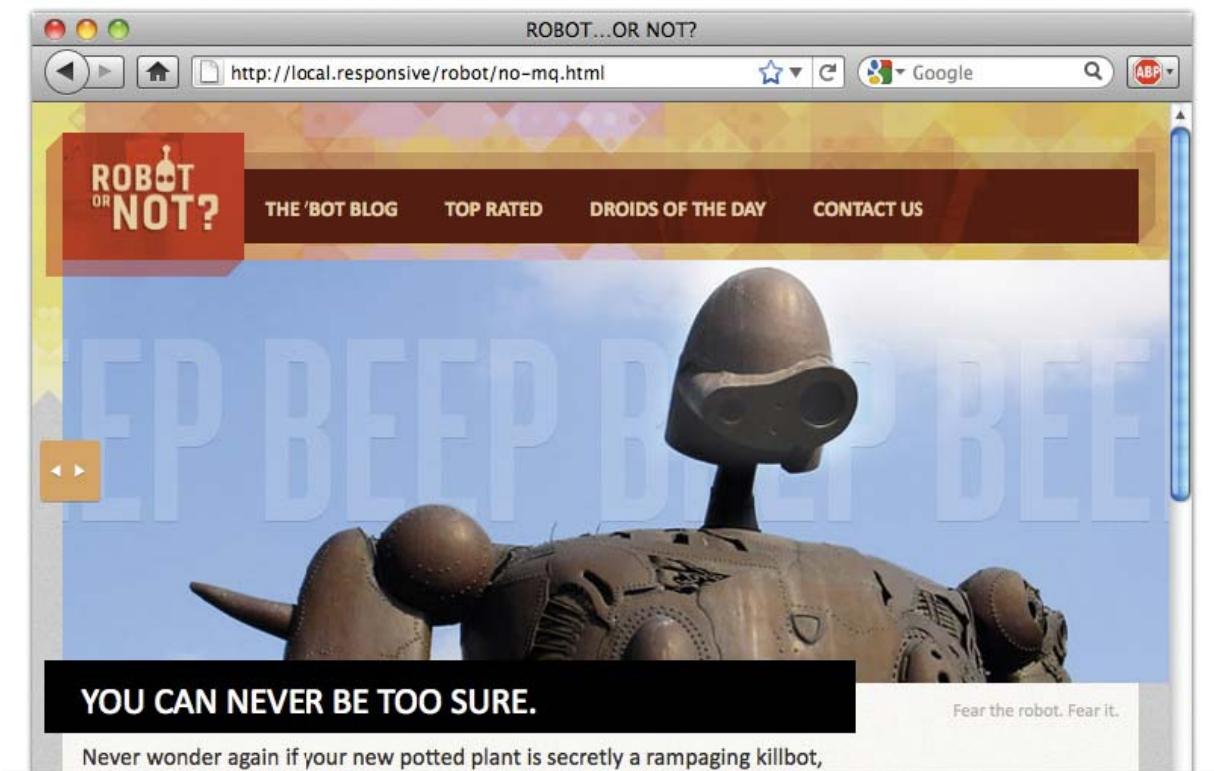 ROBOT...OR NOT?
http://local.responsive/robot/no-mq.html
Google
ABP
ROBOT
OR NOT?
THE ‘BOT BLOG
TOP RATED
DROIDS OF THE DAY
CONTACT US
EP BEEP BEEP BEE
YOU CAN NEVER BE TOO SURE.
Fear the robot. Fear it.
Never wonder again if your new potted plant is secretly a rampaging killbot,